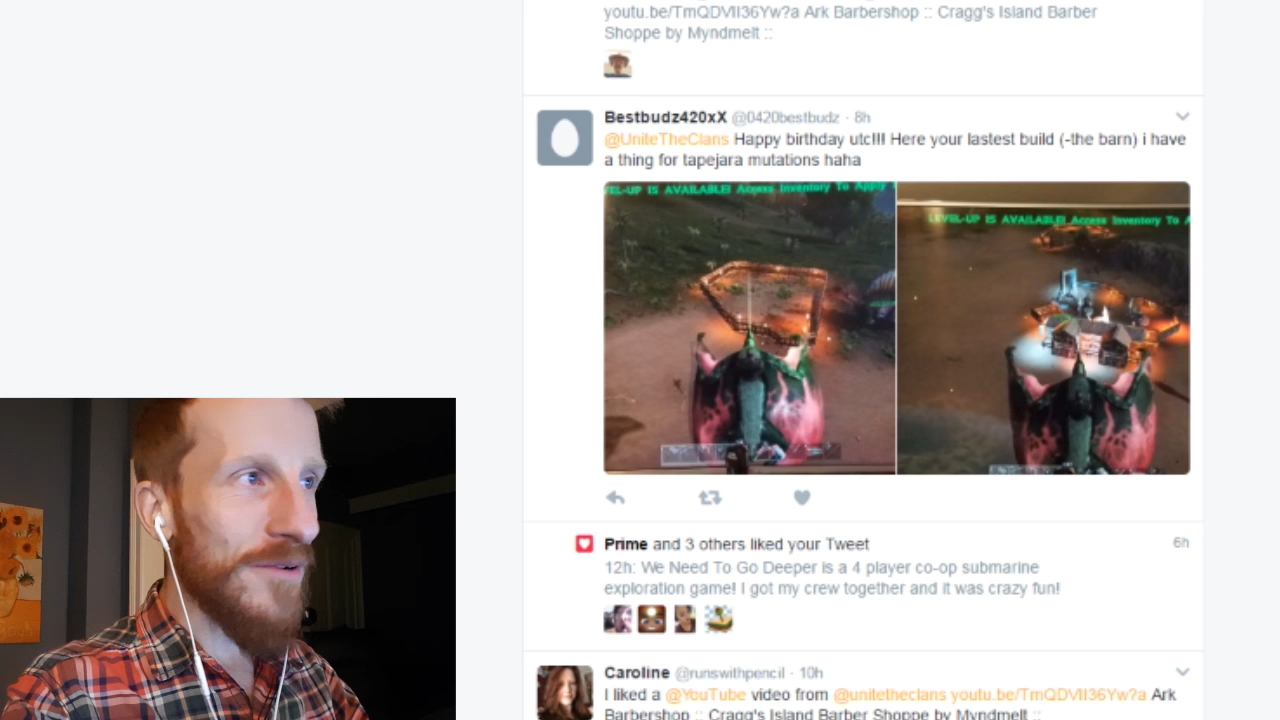 youtu.be/TmQDVlI36Yw?a Ark Barbershop :: Cragg's Island Barber
Shoppe by Myndmelt ::
Bestbudz420xX @0420bestbudz · 8h
@UniteTheClans Happy birthday utc!!! Here your lastest build (-the barn) i have
a thing for tapejara mutations haha
EL-UP IS AVAILABLE! Access Inventory To Apply
LEVEL-UP IS AVAILABLE! Access Inventory To A
Prime and 3 others liked your Tweet 6h
12h: We Need To Go Deeper is a 4 player co-op submarine
exploration game! I got my crew together and it was crazy fun!
Caroline @runswithpencil · 10h
I liked a @YouTube video from @unitetheclans youtu.be/TmQDVlI36Yw?a Ark
Barbershop :: Cragg's Island Barber Shoppe by Myndmelt ::